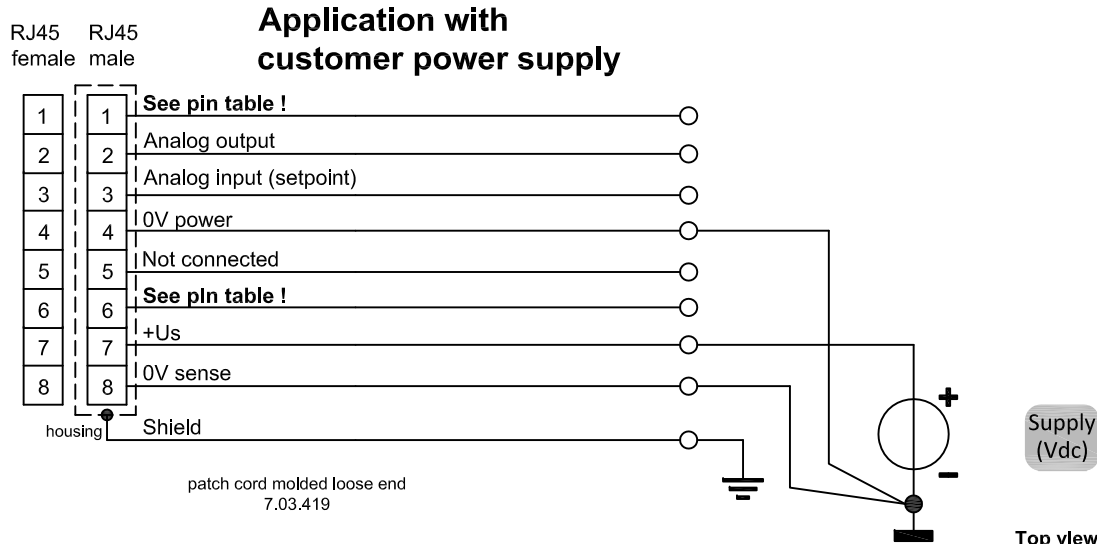 Application with
customer power supply
RJ45 RJ45
female male
1 1 See pin table !
2 2 Analog output
3 3 Analog input (setpoint)
4 4 0V power
5 5 Not connected
6 6 See pIn table !
7 7 +Us
8 8 0V sense
housing Shield
patch cord molded loose end
7.03.419
+
Supply
(Vdc)
−
Top vIew